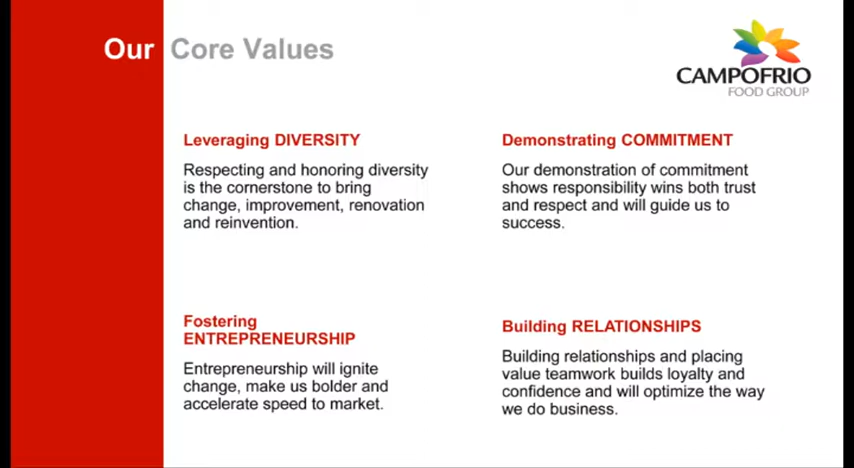 Our Core Values
CAMPOFRIO
FOOD GROUP
Leveraging DIVERSITY
Respecting and honoring diversity
is the cornerstone to bring
change, improvement, renovation
and reinvention.
Demonstrating COMMITMENT
Our demonstration of commitment
shows responsibility wins both trust
and respect and will guide us to
success.
Fostering
ENTREPRENEURSHIP
Entrepreneurship will ignite
change, make us bolder and
accelerate speed to market.
Building RELATIONSHIPS
Building relationships and placing
value teamwork builds loyalty and
confidence and will optimize the way
we do business.